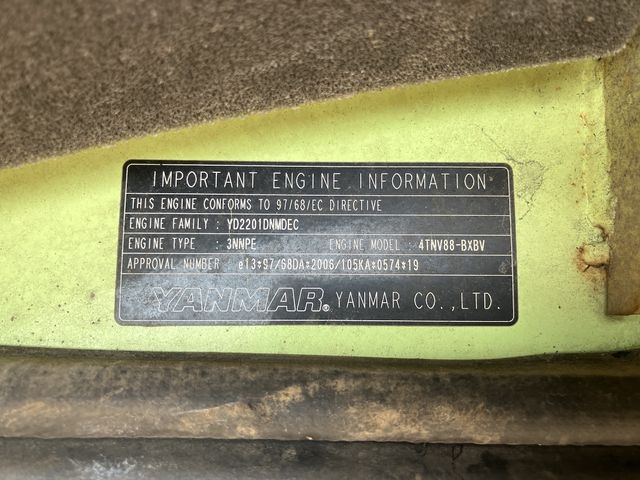 IMPORTANT ENGINE INFORMATION
THIS ENGINE CONFORMS TO 97/68/EC DIRECTIVE
ENGINE FAMILY : YD2201DNMDEC
ENGINE TYPE : 3NNPE ENGINE MODEL : 4TNV88-BXBV
APPROVAL NUMBER : e13*97/68DA*2006/105KA*0574*19
YANMAR® YANMAR CO.,LTD.